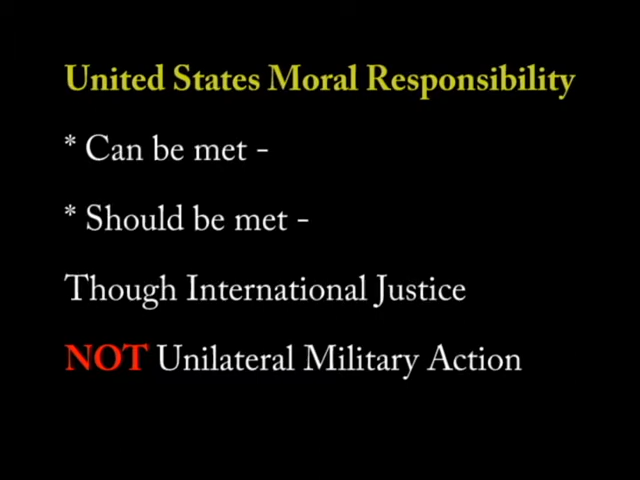 United States Moral Responsibility
* Can be met -
* Should be met -
Though International Justice
NOT Unilateral Military Action